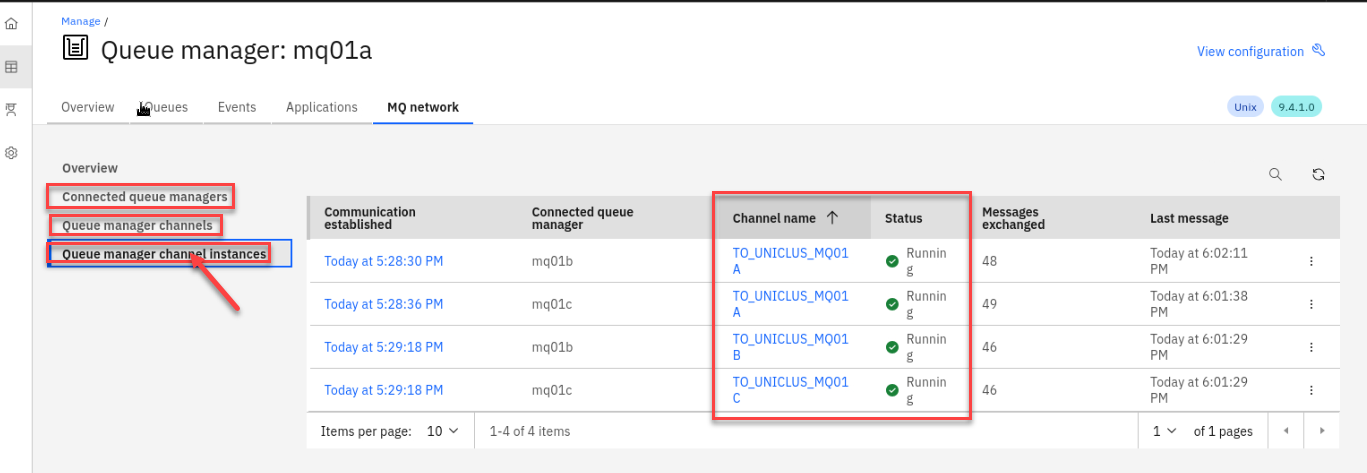 Manage /
Queue manager: mq01a
View configuration
Overview Queues Events Applications MQ network
Unix 9.4.1.0
Overview
Connected queue managers
Queue manager channels
Queue manager channel instances
Communication established Connected queue manager Channel name Status Messages exchanged Last message
Today at 5:28:30 PM mq01b TO_UNICLUS_MQ01A Running 48 Today at 6:02:11 PM
Today at 5:28:36 PM mq01c TO_UNICLUS_MQ01A Running 49 Today at 6:01:38 PM
Today at 5:29:18 PM mq01b TO_UNICLUS_MQ01B Running 46 Today at 6:01:29 PM
Today at 5:29:18 PM mq01c TO_UNICLUS_MQ01C Running 46 Today at 6:01:29 PM
Items per page: 10 1-4 of 4 items 1 of 1 pages